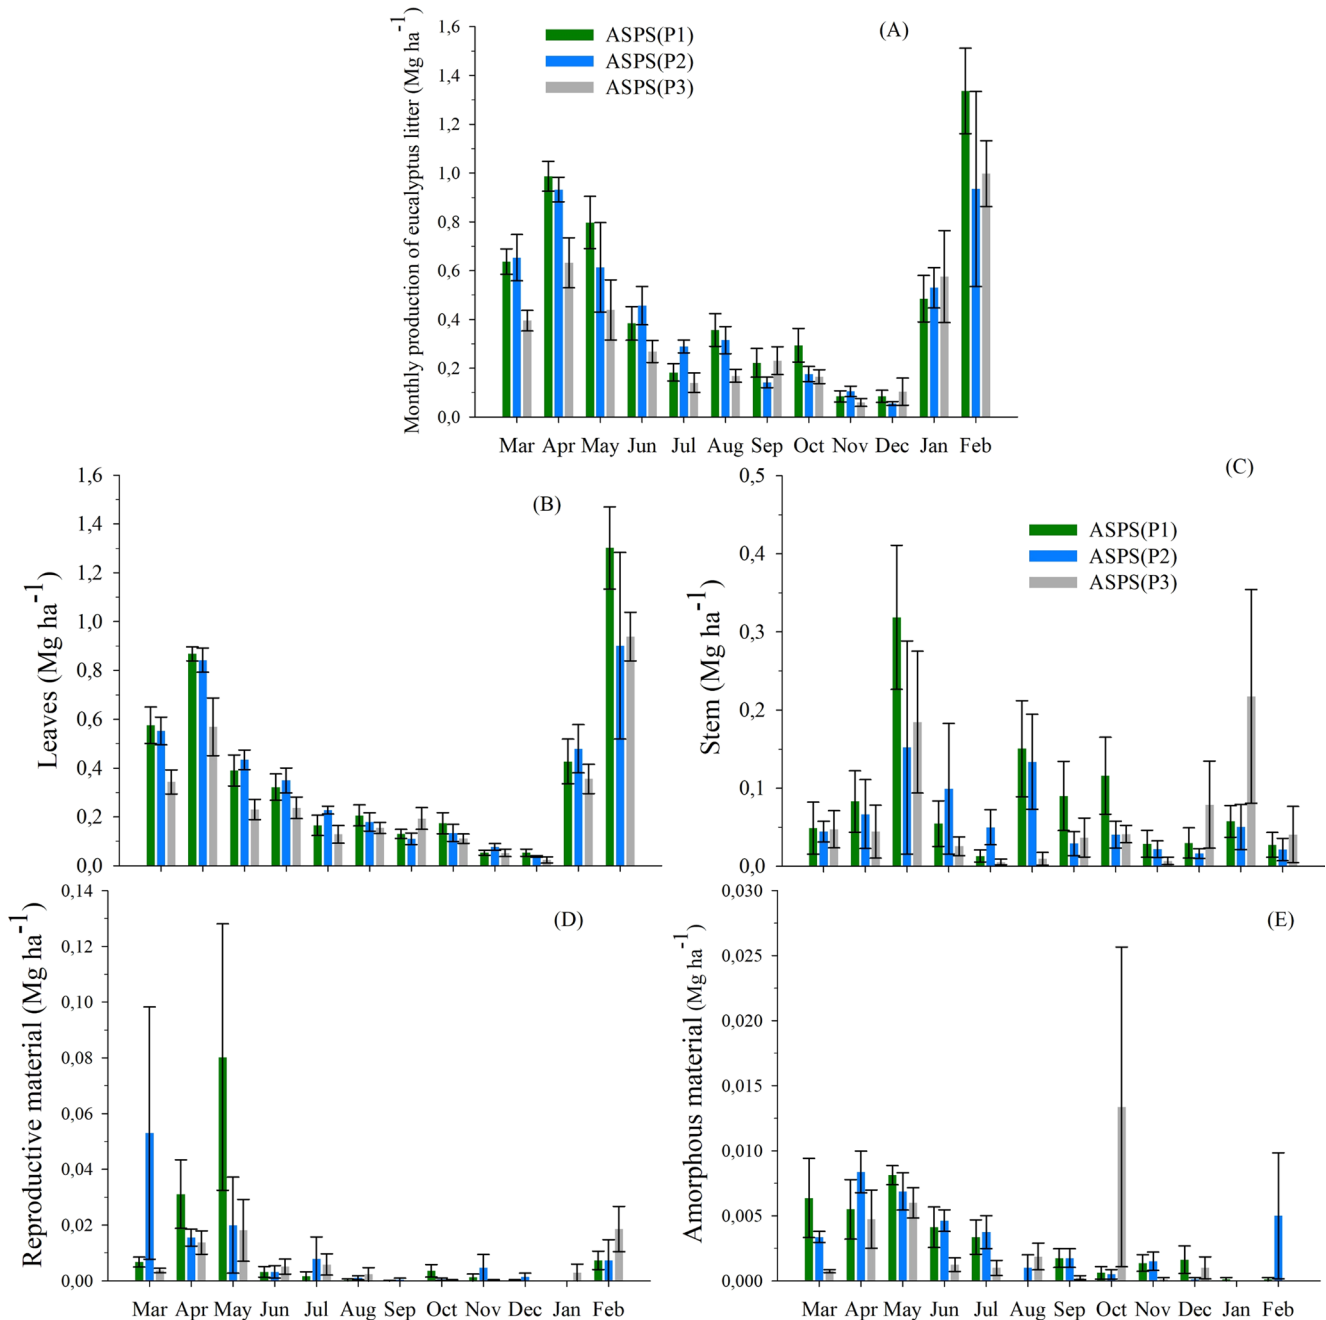 (A)
ASPS(P1)
ASPS(P2)
ASPS(P3)
Monthly production of eucalyptus litter (Mg ha⁻¹)
1,6
1,4
1,2
1,0
0,8
0,6
0,4
0,2
0,0
Mar Apr May Jun Jul Aug Sep Oct Nov Dec Jan Feb
(B)
Leaves (Mg ha⁻¹)
1,6
1,4
1,2
1,0
0,8
0,6
0,4
0,2
0,0
(C)
ASPS(P1)
ASPS(P2)
ASPS(P3)
Stem (Mg ha⁻¹)
0,5
0,4
0,3
0,2
0,1
0,0
(D)
Reproductive material (Mg ha⁻¹)
0,14
0,12
0,10
0,08
0,06
0,04
0,02
0,00
Mar Apr May Jun Jul Aug Sep Oct Nov Dec Jan Feb
(E)
Amorphous material (Mg ha⁻¹)
0,030
0,025
0,020
0,015
0,010
0,005
0,000
Mar Apr May Jun Jul Aug Sep Oct Nov Dec Jan Feb